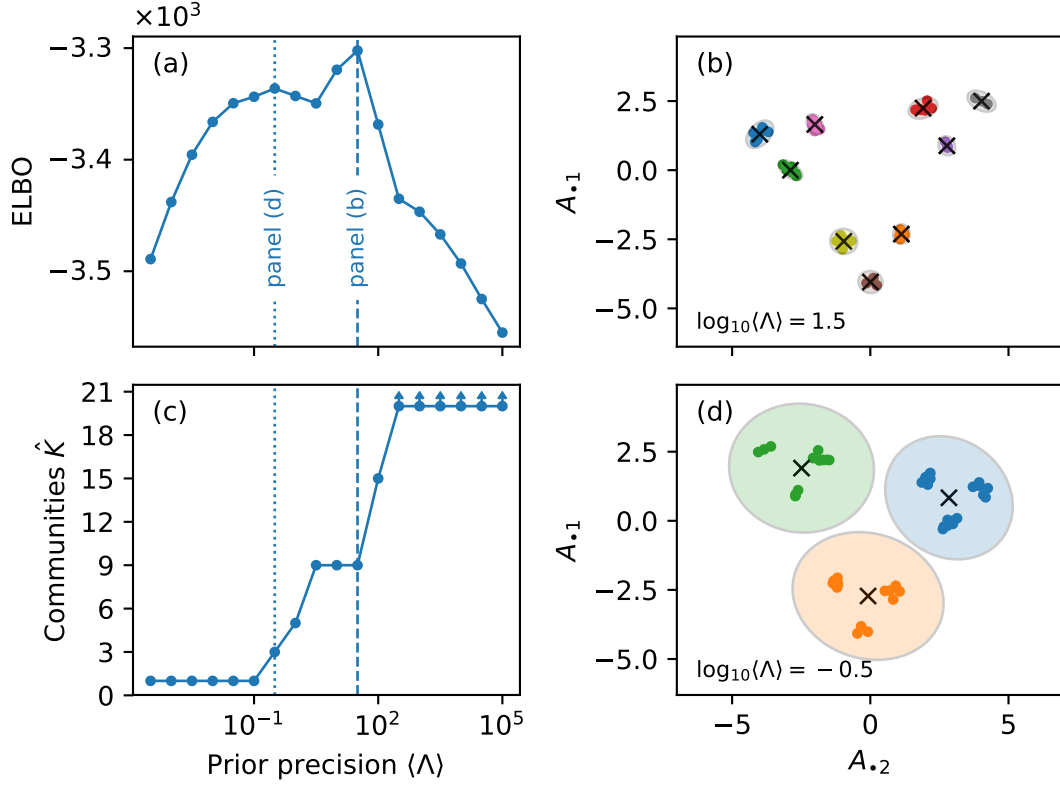 ×10³
(a)
−3.3
−3.4
−3.5
ELBO
panel (d)
panel (b)
(b)
2.5
0.0
−2.5
−5.0
A•1
log₁₀⟨Λ⟩ = 1.5
(c)
21
18
15
12
9
6
3
0
Communities K̂
10⁻¹
10²
10⁵
Prior precision ⟨Λ⟩
(d)
2.5
0.0
−2.5
−5.0
A•1
log₁₀⟨Λ⟩ = −0.5
−5
0
5
A•2